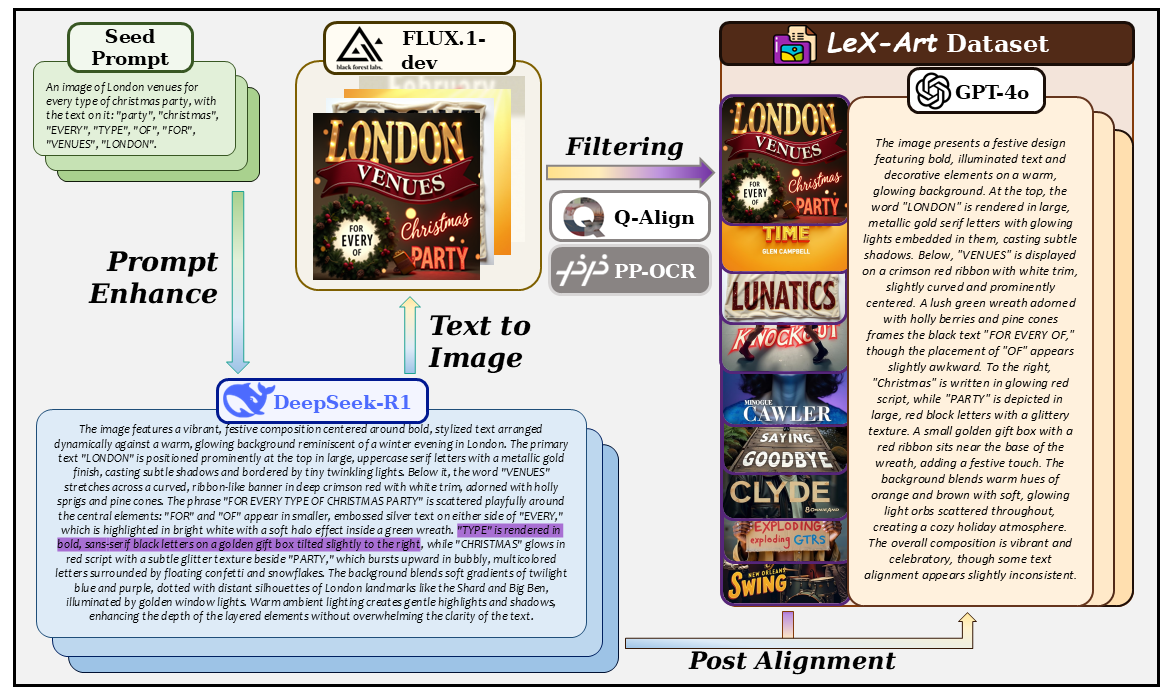 Seed
Prompt
An image of London venues for
every type of christmas party, with
the text on it: "party", "christmas",
"EVERY", "TYPE", "OF", "FOR",
"VENUES", "LONDON".
Prompt
Enhance
black forest labs.
FLUX.1-
dev
February
LONDON
VENUES
FOR
EVERY
OF
Christmas
PARTY
Text to
Image
Filtering
Q-Align
PP-OCR
DeepSeek-R1
The image features a vibrant, festive composition centered around bold, stylized text arranged
dynamically against a warm, glowing background reminiscent of a winter evening in London. The primary
text "LONDON" is positioned prominently at the top in large, uppercase serif letters with a metallic gold
finish, casting subtle shadows and bordered by tiny twinkling lights. Below it, the word "VENUES"
stretches across a curved, ribbon-like banner in deep crimson red with white trim, adorned with holly
sprigs and pine cones. The phrase "FOR EVERY TYPE OF CHRISTMAS PARTY" is scattered playfully around
the central elements: "FOR" and "OF" appear in smaller, embossed silver text on either side of "EVERY,"
which is highlighted in bright white with a soft halo effect inside a green wreath. "TYPE" is rendered in
bold, sans-serif black letters on a golden gift box tilted slightly to the right, while "CHRISTMAS" glows in
red script with a subtle glitter texture beside "PARTY," which bursts upward in bubbly, multicolored
letters surrounded by floating confetti and snowflakes. The background blends soft gradients of twilight
blue and purple, dotted with distant silhouettes of London landmarks like the Shard and Big Ben,
illuminated by golden window lights. Warm ambient lighting creates gentle highlights and shadows,
enhancing the depth of the layered elements without overwhelming the clarity of the text.
LeX-Art Dataset
GPT-4o
LONDON
VENUES
FOR
EVERY
OF
Christmas
PARTY
TIME
GLEN CAMPBELL
LUNATICS
KNOCKOUT
MINOGUE
CAWLER
SAYING
GOODBYE
CLYDE
BONNIE AND
EXPLODING
exploding GTRS
NEW ORLEANS
SWING
The image presents a festive design
featuring bold, illuminated text and
decorative elements on a warm,
glowing background. At the top, the
word "LONDON" is rendered in large,
metallic gold serif letters with glowing
lights embedded in them, casting subtle
shadows. Below, "VENUES" is displayed
on a crimson red ribbon with white trim,
slightly curved and prominently
centered. A lush green wreath adorned
with holly berries and pine cones
frames the black text "FOR EVERY OF,"
though the placement of "OF" appears
slightly awkward. To the right,
"Christmas" is written in glowing red
script, while "PARTY" is depicted in
large, red block letters with a glittery
texture. A small golden gift box with a
red ribbon sits near the base of the
wreath, adding a festive touch. The
background blends warm hues of
orange and brown with soft, glowing
light orbs scattered throughout,
creating a cozy holiday atmosphere.
The overall composition is vibrant and
celebratory, though some text
alignment appears slightly inconsistent.
Post Alignment